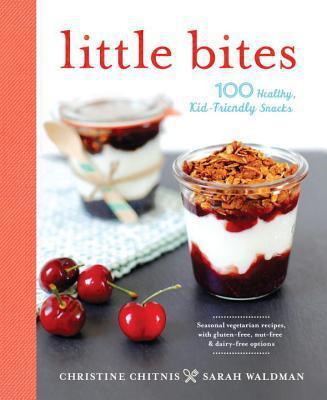 little bites
100 Healthy,
Kid-Friendly Snacks
Seasonal vegetarian recipes,
with gluten-free, nut-free
& dairy-free options
CHRISTINE CHITNIS SARAH WALDMAN